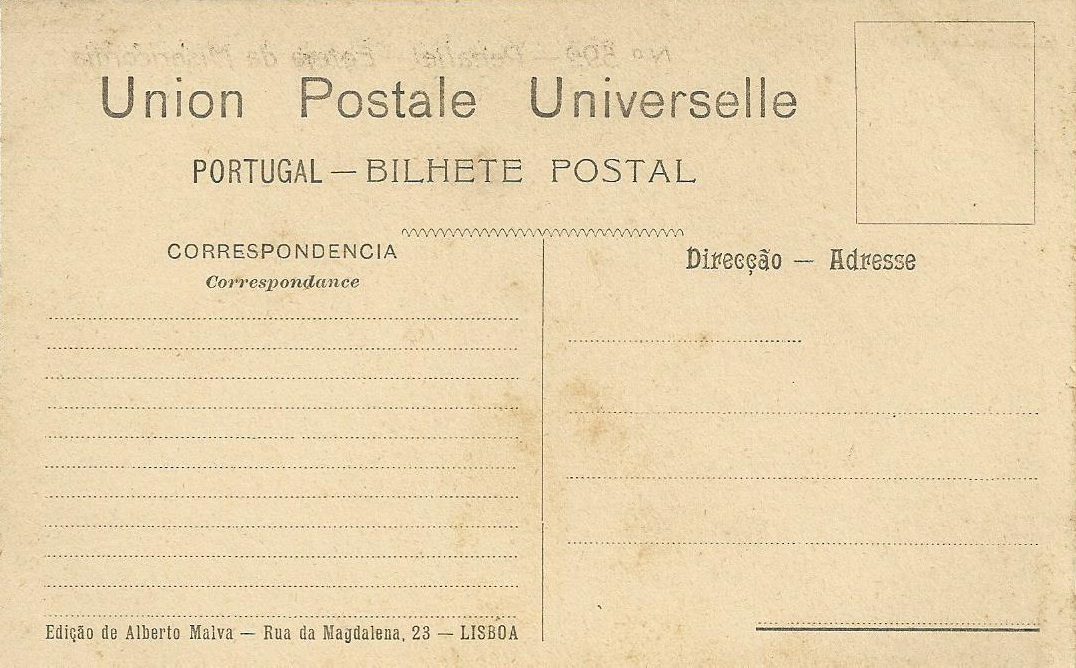 Union Postale Universelle
PORTUGAL — BILHETE POSTAL
CORRESPONDENCIA
Correspondance
Direcção — Adresse
Edição de Alberto Malva — Rua da Magdalena, 23 — LISBOA